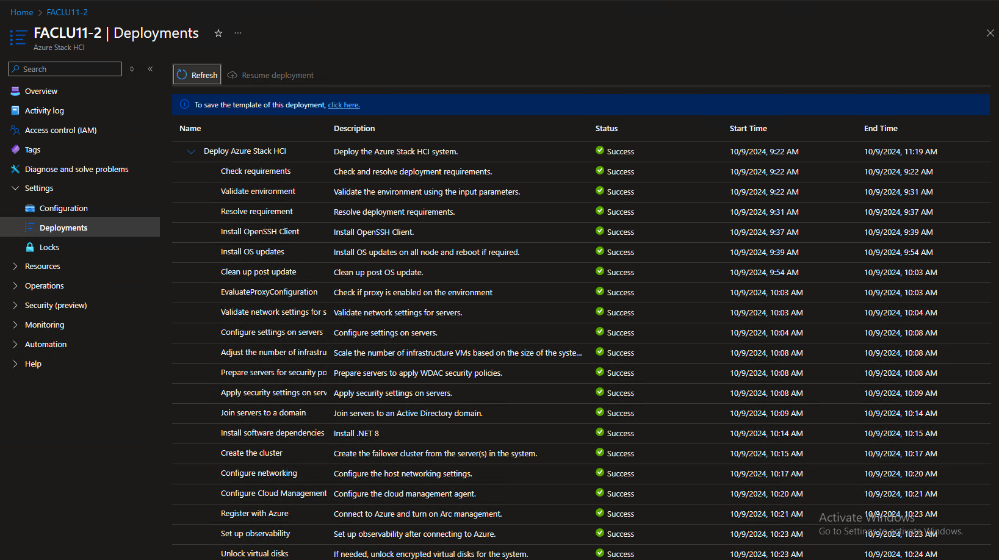 Home > FACLU11-2
FACLU11-2 | Deployments
Azure Stack HCI
Search
Overview
Activity log
Access control (IAM)
Tags
Diagnose and solve problems
Settings
Configuration
Deployments
Locks
Resources
Operations
Security (preview)
Monitoring
Automation
Help
Refresh Resume deployment
To save the template of this deployment, click here.
Name Description Status Start Time End Time
Deploy Azure Stack HCI Deploy the Azure Stack HCI system. Success 10/9/2024, 9:22 AM 10/9/2024, 11:19 AM
Check requirements Check and resolve deployment requirements. Success 10/9/2024, 9:22 AM 10/9/2024, 9:22 AM
Validate environment Validate the environment using the input parameters. Success 10/9/2024, 9:22 AM 10/9/2024, 9:31 AM
Resolve requirement Resolve deployment requirements. Success 10/9/2024, 9:31 AM 10/9/2024, 9:37 AM
Install OpenSSH Client Install OpenSSH Client. Success 10/9/2024, 9:37 AM 10/9/2024, 9:39 AM
Install OS updates Install OS updates on all node and reboot if required. Success 10/9/2024, 9:39 AM 10/9/2024, 9:54 AM
Clean up post update Clean up post OS update. Success 10/9/2024, 9:54 AM 10/9/2024, 10:03 AM
EvaluateProxyConfiguration Check if proxy is enabled on the environment Success 10/9/2024, 10:03 AM 10/9/2024, 10:03 AM
Validate network settings for s Validate network settings for servers. Success 10/9/2024, 10:03 AM 10/9/2024, 10:04 AM
Configure settings on servers Configure settings on servers. Success 10/9/2024, 10:04 AM 10/9/2024, 10:08 AM
Adjust the number of infrastru Scale the number of infrastructure VMs based on the size of the syste... Success 10/9/2024, 10:08 AM 10/9/2024, 10:08 AM
Prepare servers for security po Prepare servers to apply WDAC security policies. Success 10/9/2024, 10:08 AM 10/9/2024, 10:08 AM
Apply security settings on serv Apply security settings on servers. Success 10/9/2024, 10:08 AM 10/9/2024, 10:09 AM
Join servers to a domain Join servers to an Active Directory domain. Success 10/9/2024, 10:09 AM 10/9/2024, 10:14 AM
Install software dependencies Install .NET 8 Success 10/9/2024, 10:14 AM 10/9/2024, 10:15 AM
Create the cluster Create the failover cluster from the server(s) in the system. Success 10/9/2024, 10:15 AM 10/9/2024, 10:17 AM
Configure networking Configure the host networking settings. Success 10/9/2024, 10:17 AM 10/9/2024, 10:20 AM
Configure Cloud Management Configure the cloud management agent. Success 10/9/2024, 10:20 AM 10/9/2024, 10:21 AM
Register with Azure Connect to Azure and turn on Arc management. Success 10/9/2024, 10:21 AM 10/9/2024, 10:23 AM
Set up observability Set up observability after connecting to Azure. Success 10/9/2024, 10:23 AM 10/9/2024, 10:23 AM
Unlock virtual disks If needed, unlock encrypted virtual disks for the system. Success 10/9/2024, 10:23 AM 10/9/2024, 10:24 AM
Activate Windows
Go to Settings to activate Windows.